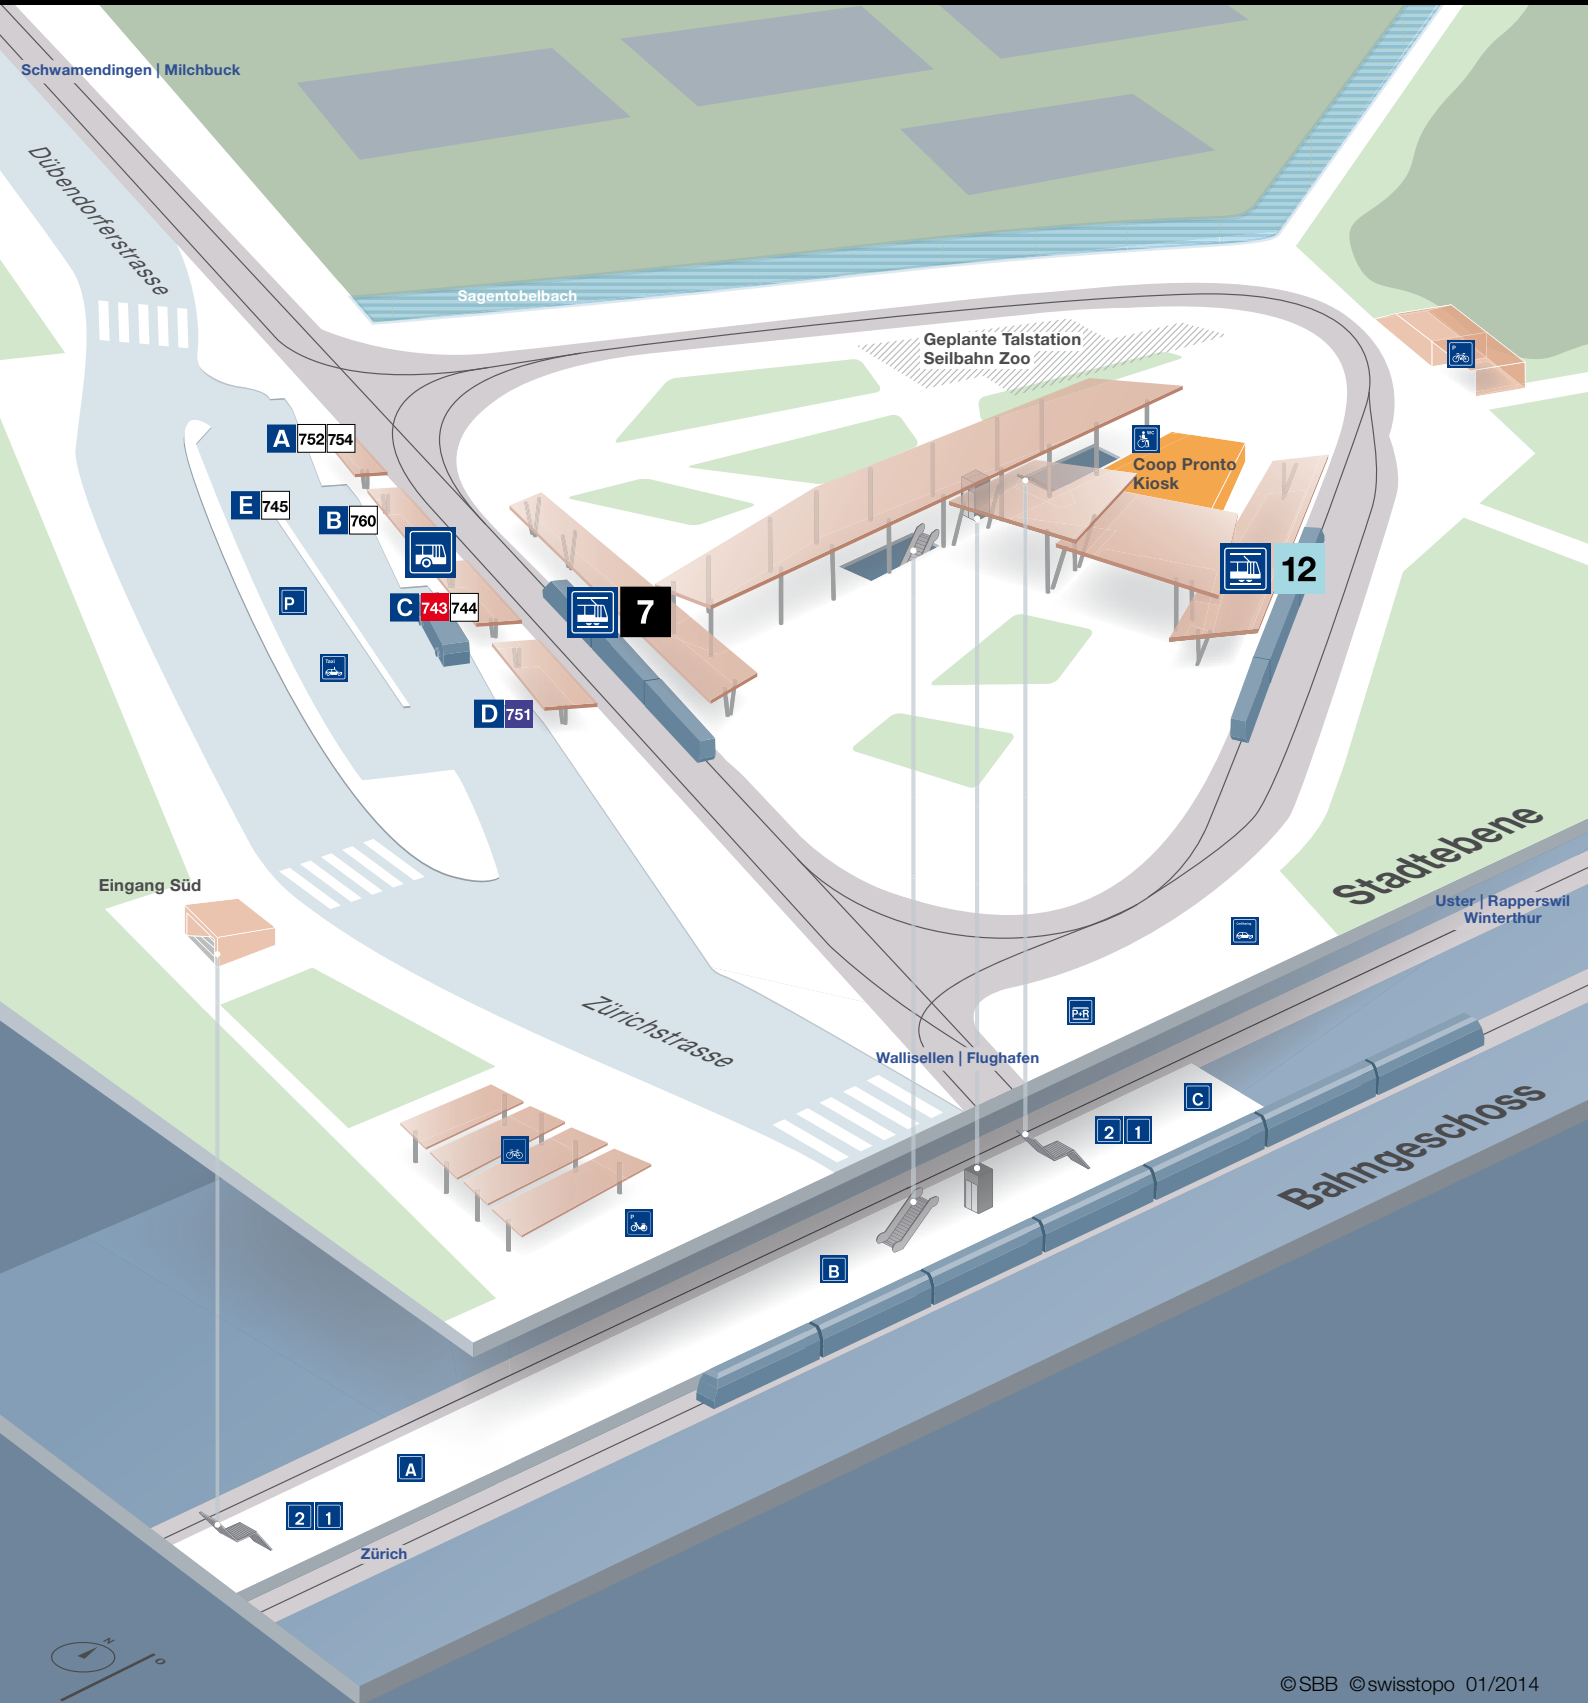 Schwamendingen | Milchbuck
Dübendorferstrasse
Sagentobelbach
Geplante Talstation
Seilbahn Zoo
P
A 752 754
WC
Coop Pronto
Kiosk
E 745
B 760
12
P
C 743 744
7
Taxi
D 751
Stadtebene
Eingang Süd
Uster | Rapperswil
Winterthur
Zürichstrasse
P+R
Wallisellen | Flughafen
C
2 1
Bahngeschoss
P
B
A
2 1
Zürich
N
O
© SBB © swisstopo 01/2014